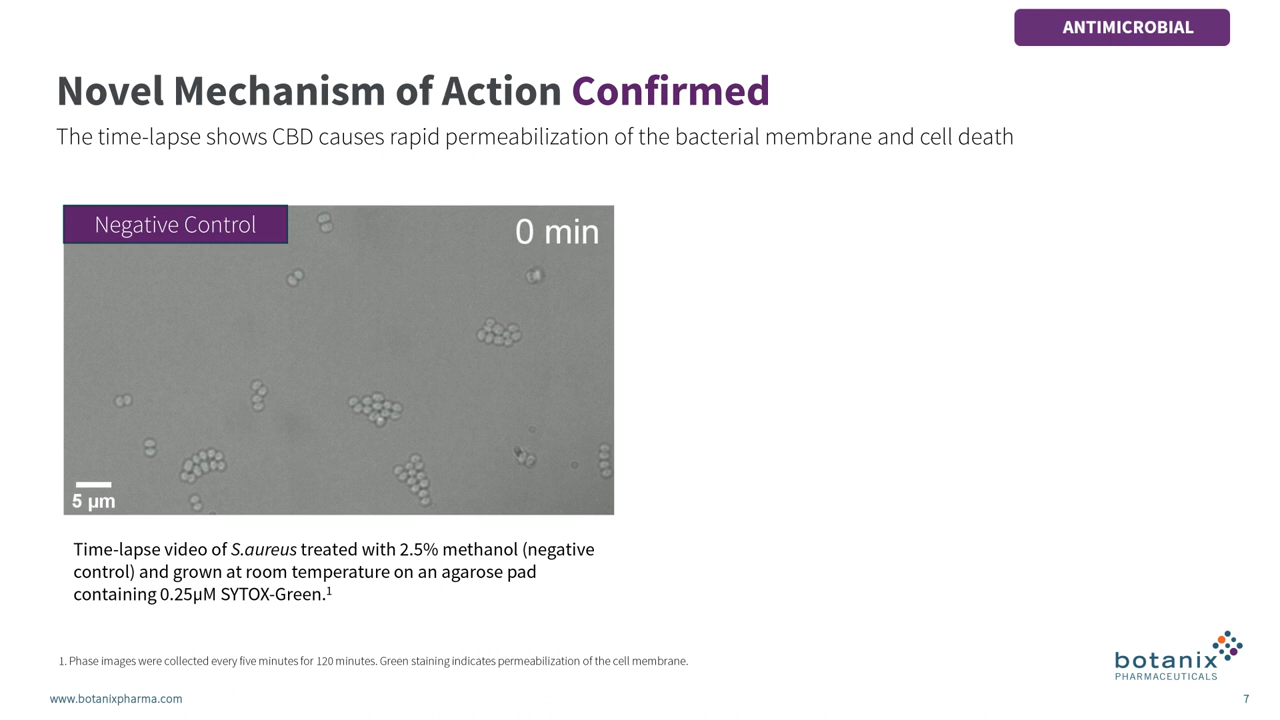 ANTIMICROBIAL
Novel Mechanism of Action Confirmed
The time-lapse shows CBD causes rapid permeabilization of the bacterial membrane and cell death
Negative Control
0 min
5 µm
Time-lapse video of S.aureus treated with 2.5% methanol (negative
control) and grown at room temperature on an agarose pad
containing 0.25µM SYTOX-Green.¹
1. Phase images were collected every five minutes for 120 minutes. Green staining indicates permeabilization of the cell membrane.
botanix
PHARMACEUTICALS
www.botanixpharma.com
7